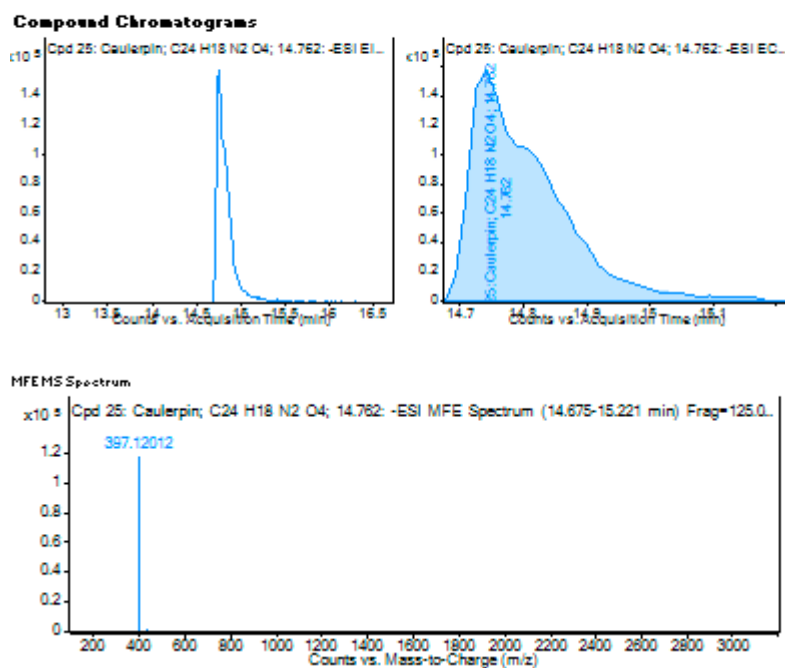 Compound Chromatograms
x10 5 Cpd 25: Caulerpin; C24 H18 N2 O4; 14.762: -ESI EI...
1.4
1.2
1
0.8
0.6
0.4
0.2
0
13 13.5 14 14.5 15 15.5 16 16.5
Counts vs. Acquisition Time (min)
x10 5 Cpd 25: Caulerpin; C24 H18 N2 O4; 14.762: -ESI EC...
1.4
1.2
1
0.8
0.6
0.4
0.2
0
25: Caulerpin; C24 H18 N2 O4; 14.762
14.762
14.7 14.8 14.9 15 15.1
Counts vs. Acquisition Time (min)
MFE MS Spectrum
x10 5 Cpd 25: Caulerpin; C24 H18 N2 O4; 14.762: -ESI MFE Spectrum (14.675-15.221 min) Frag=125.0...
397.12012
1.2
1
0.8
0.6
0.4
0.2
0
200 400 600 800 1000 1200 1400 1600 1800 2000 2200 2400 2600 2800 3000
Counts vs. Mass-to-Charge (m/z)